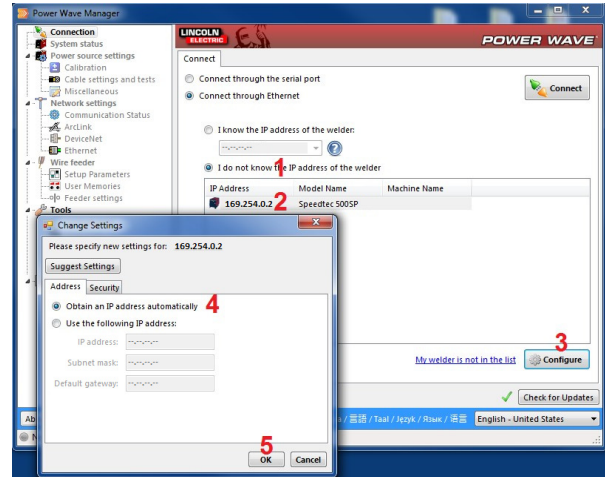 Power Wave Manager
Connection
System status
Power source settings
Calibration
Cable settings and tests
Miscellaneous
Network settings
Communication Status
ArcLink
DeviceNet
Ethernet
Wire feeder
Setup Parameters
User Memories
Feeder settings
Tools
LINCOLN
ELECTRIC
POWER WAVE
Connect
Connect through the serial port
Connect through Ethernet
Connect
I know the IP address of the welder:
--.--.--.--
I do not know the IP address of the welder
1
IP Address Model Name Machine Name
169.254.0.2 2 Speedtec 500SP
3
My welder is not in the list Configure
Check for Updates
/ 言語 / Taal / Język / Язык / 语言 English - United States
Change Settings
Please specify new settings for: 169.254.0.2
Suggest Settings
Address Security
Obtain an IP address automatically 4
Use the following IP address:
IP address: --.--.--.--
Subnet mask: --.--.--.--
Default gateway: --.--.--.--
5
OK Cancel